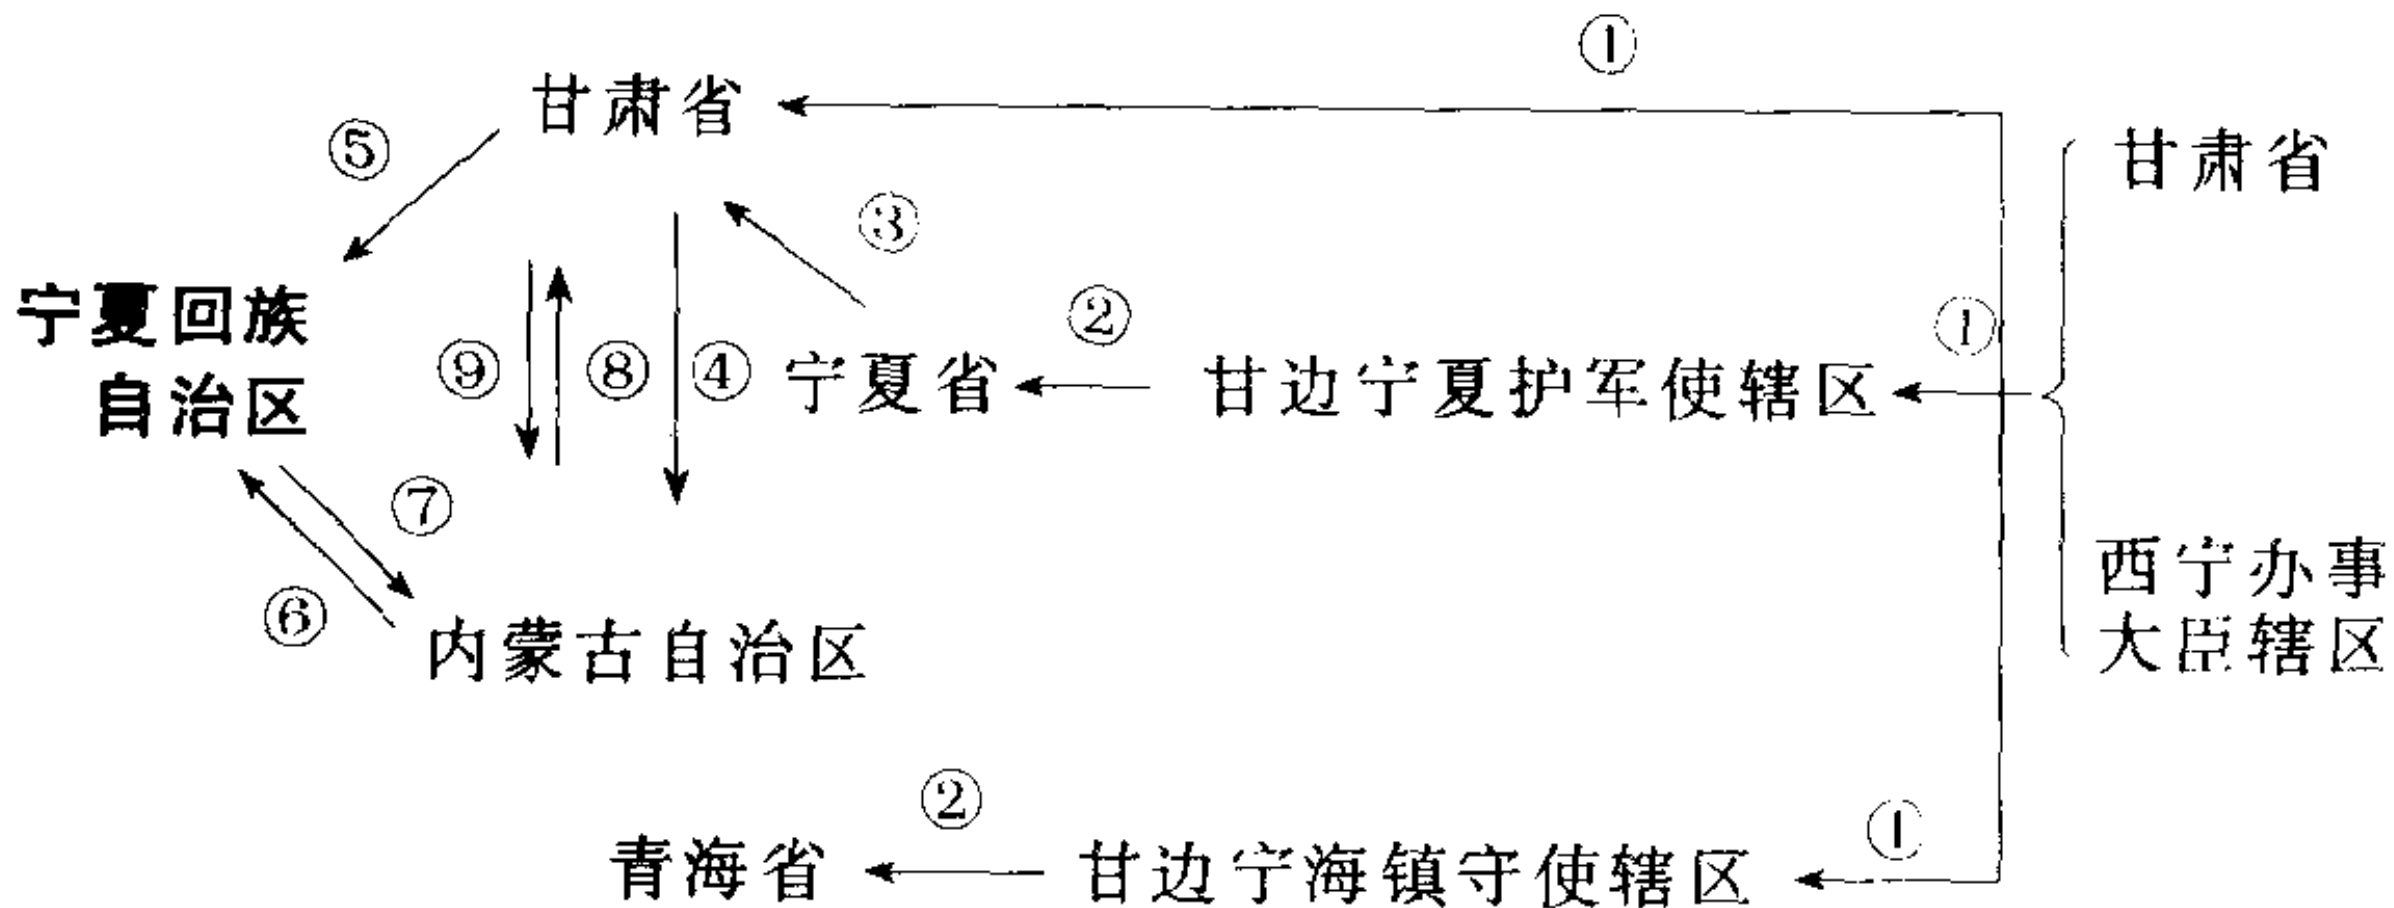 ①
甘肃省
甘肃省
⑤
③
宁夏回族
自治区
②
①
⑨
⑧
④
宁夏省
甘边宁夏护军使辖区
⑦
西宁办事
大臣辖区
⑥
内蒙古自治区
②
①
青海省
甘边宁海镇守使辖区